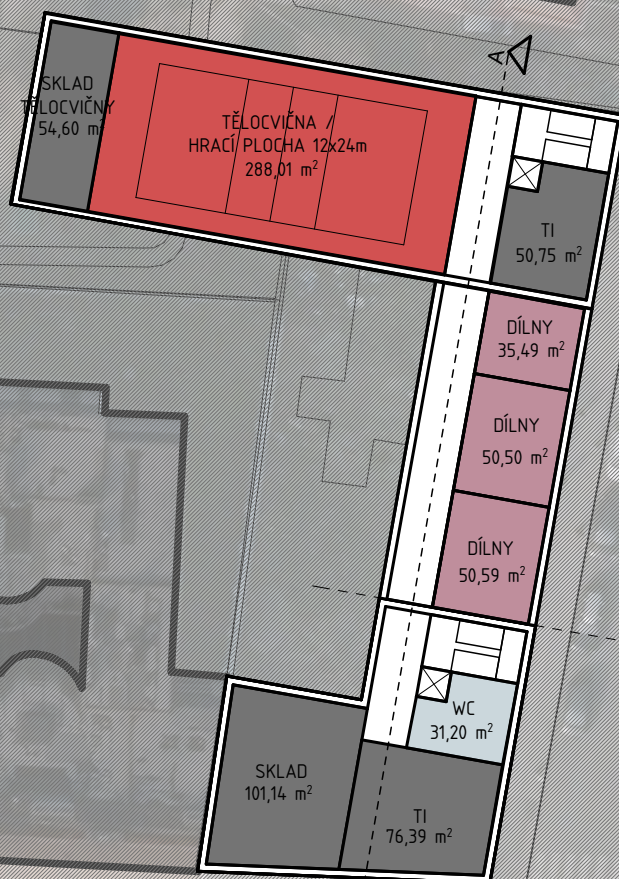 A
SKLAD
TĚLOCVIČNY
54,60 m²
TĚLOCVIČNA /
HRACÍ PLOCHA 12x24m
288,01 m²
TI
50,75 m²
DÍLNY
35,49 m²
DÍLNY
50,50 m²
DÍLNY
50,59 m²
WC
31,20 m²
SKLAD
101,14 m²
TI
76,39 m²